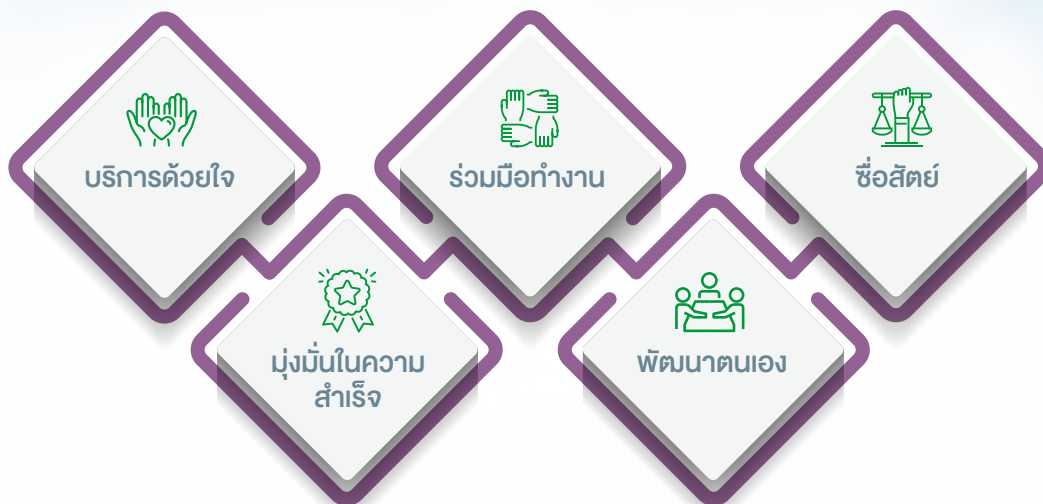 บริการด้วยใจ
ร่วมมือทำงาน
ซื่อสัตย์
มุ่งมั่นในความ
สำเร็จ
พัฒนาตนเอง